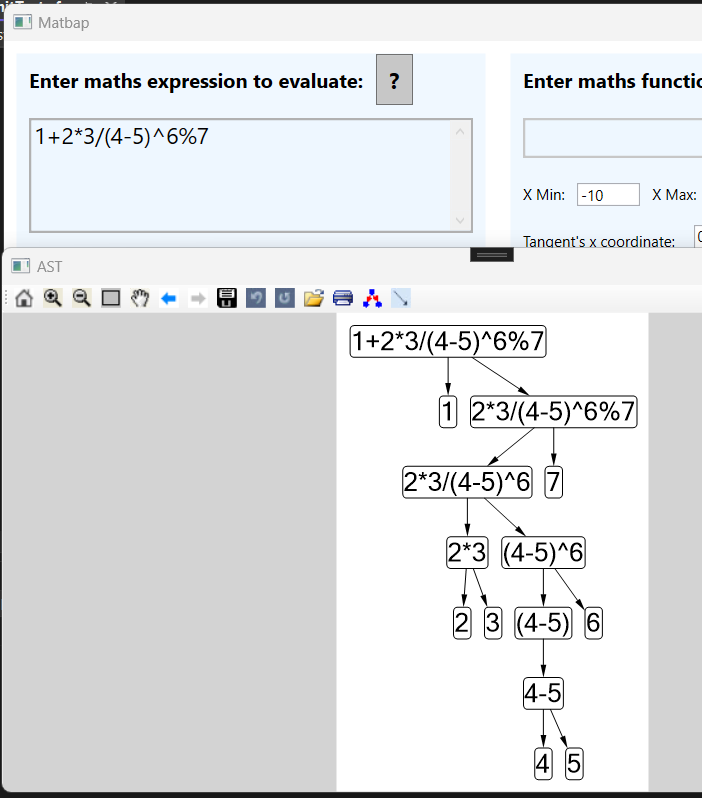 Matbap
Enter maths expression to evaluate: ?
1+2*3/(4-5)^6%7
Enter maths functio
X Min: -10 X Max:
Tangent's x coordinate:
AST
1+2*3/(4-5)^6%7
1 2*3/(4-5)^6%7
2*3/(4-5)^6 7
2*3 (4-5)^6
2 3 (4-5) 6
4-5
4 5